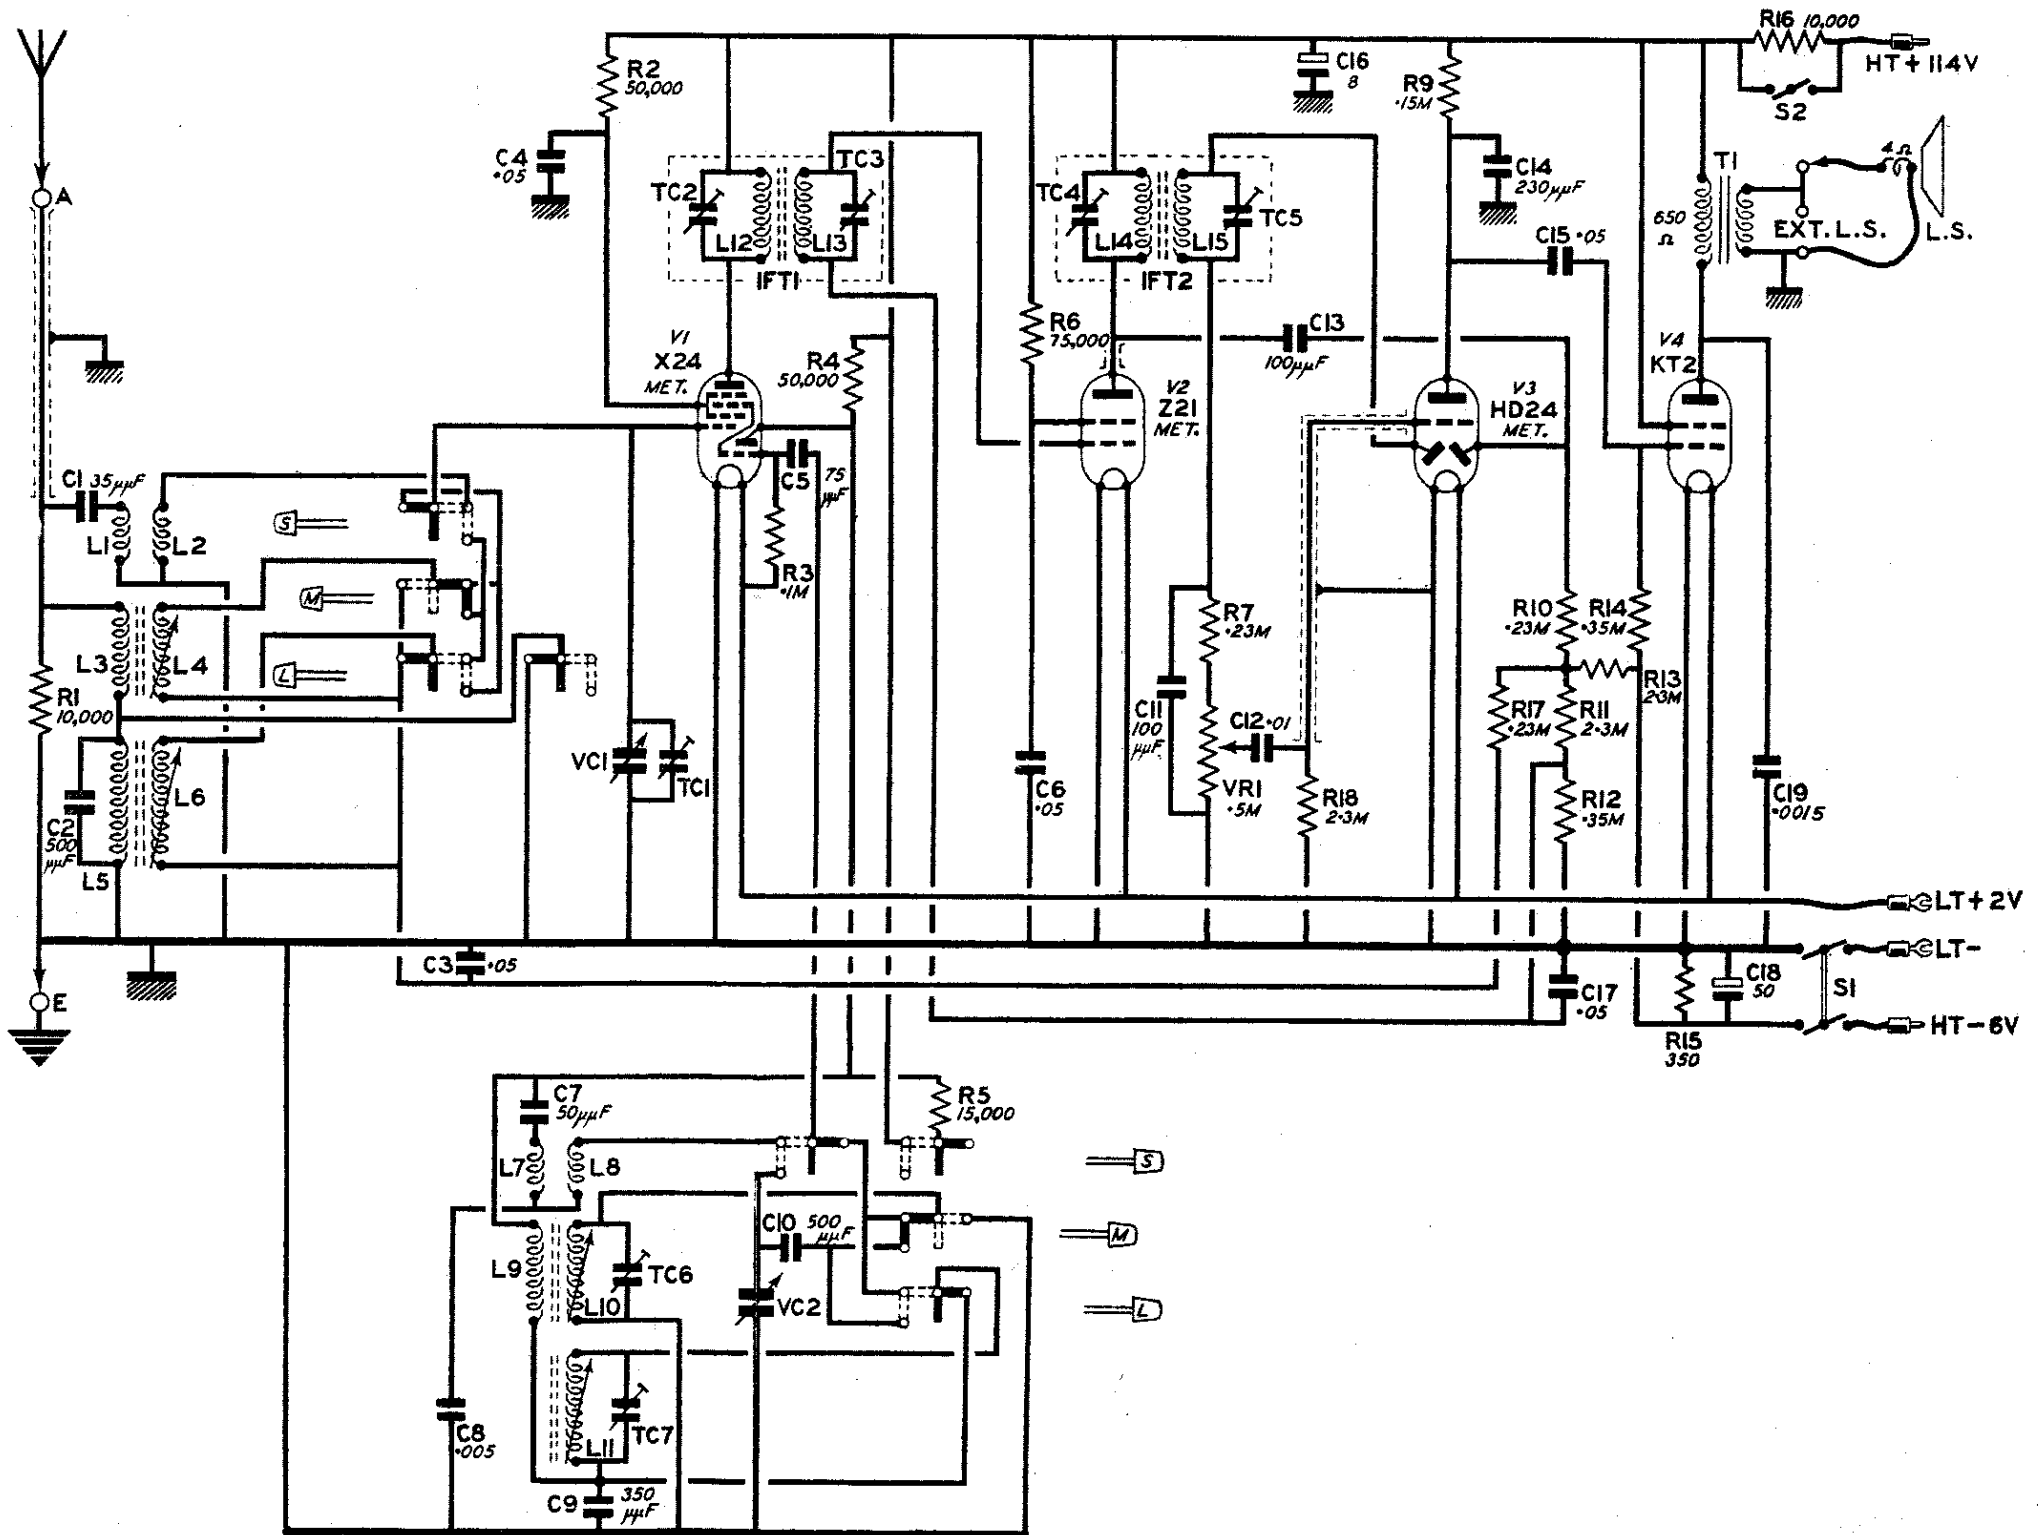 R16 10,000
HT+ 114V
S2
R2
50,000
C16
8
R9
·15M
C4
·05
TC2
TC3
L12
L13
IFT1
TC4
TC5
L14
L15
IFT2
C14
230μμF
C15 ·05
T1
650
Ω
4 Ω
EXT. L.S.
L.S.
A
V1
X24
MET.
R4
50,000
R6
75,000
C13
100μμF
V2
Z21
MET.
V3
HD24
MET.
V4
KT2
C1 35μμF
L1
L2
S
C5
75
μμF
R3
·1M
M
L3
L4
L
R1
10,000
R7
·23M
R10
·23M
R14
·35M
R13
2·3M
R17
·23M
R11
2·3M
C11
100
μμF
C12 ·01
VR1
·5M
R18
2·3M
R12
·35M
C19
·0015
C2
500
μμF
L5
L6
VC1
TC1
C6
·05
LT+ 2V
LT-
C3
·05
C17
·05
R15
350
C18
50
S1
HT-6V
E
C7
50μμF
R5
15,000
L7
L8
S
C10
500
μμF
M
L9
L10
TC6
VC2
L
L11
TC7
C8
·005
C9
350
μμF